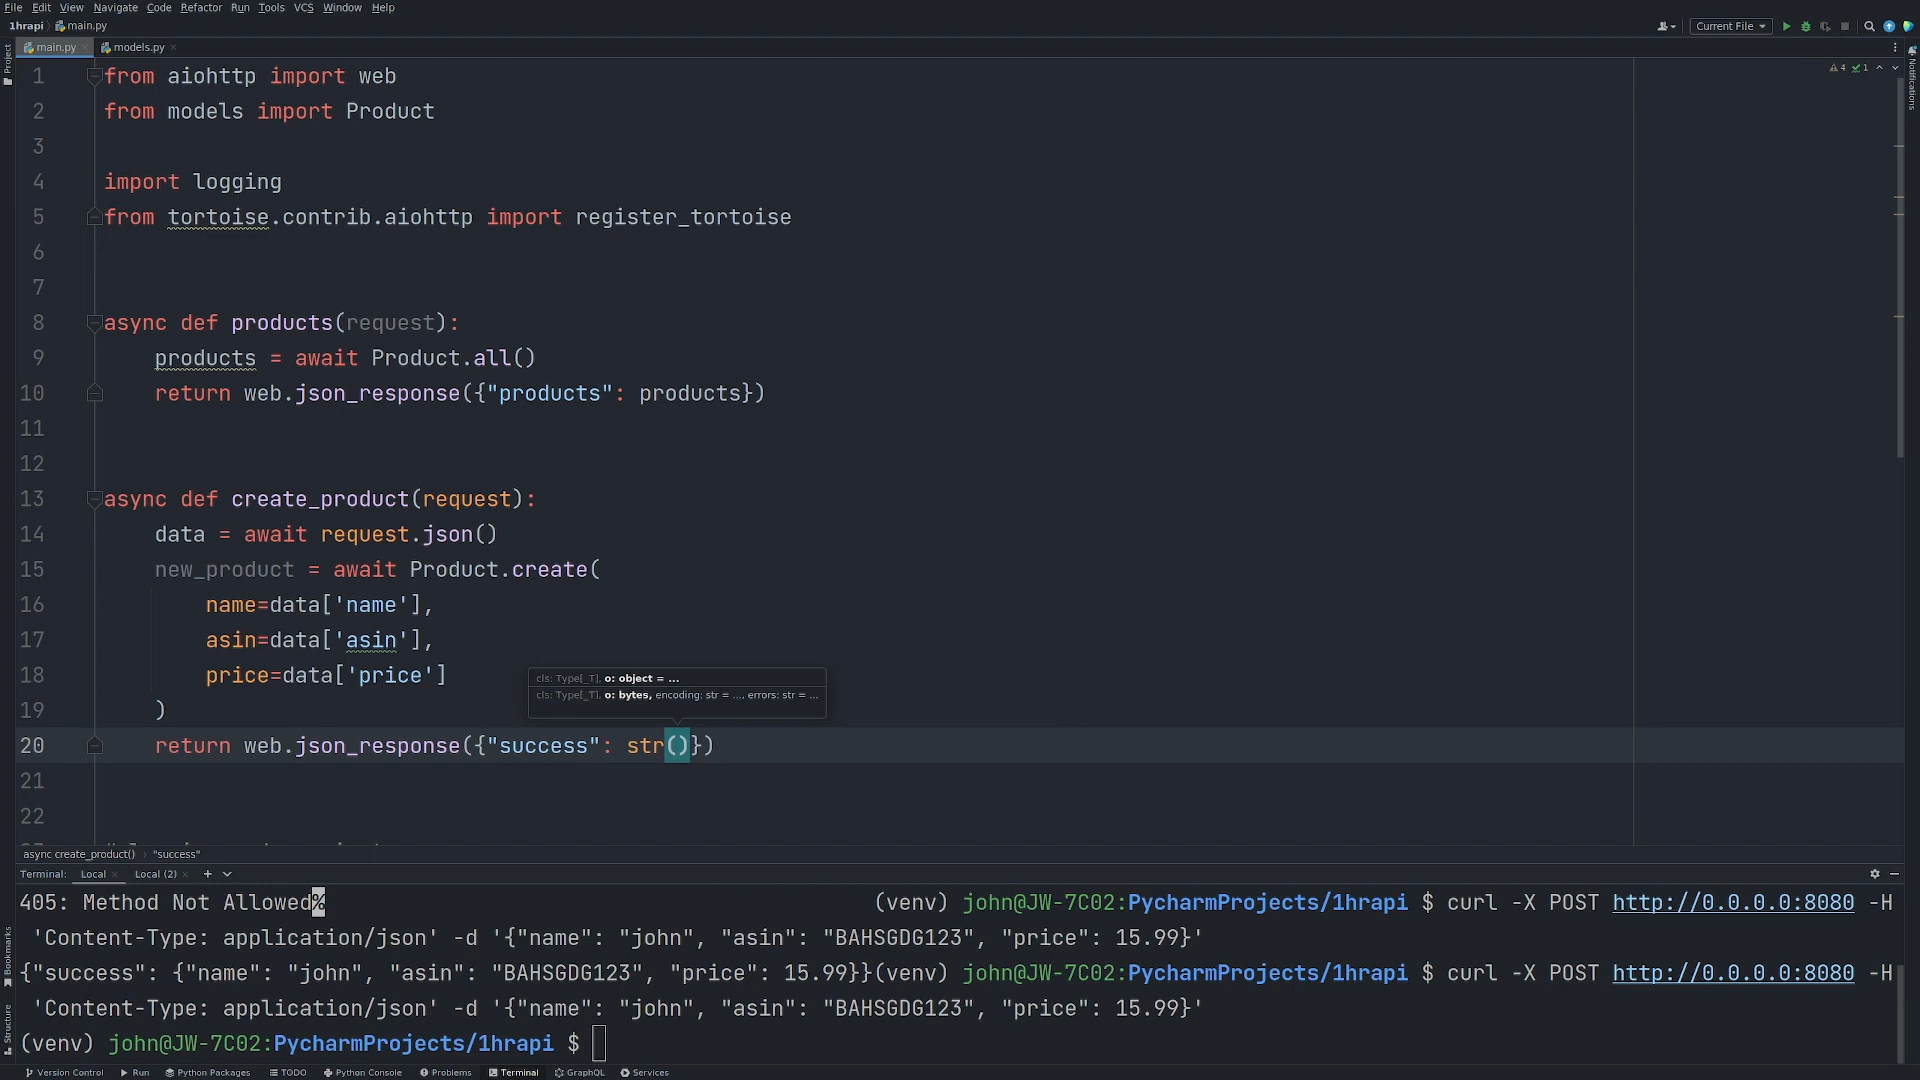 File Edit View Navigate Code Refactor Run Tools VCS Window Help
1hrapi main.py Current File
main.py models.py
Project
Notifications
4 1
1 from aiohttp import web
2 from models import Product
3
4 import logging
5 from tortoise.contrib.aiohttp import register_tortoise
6
7
8 async def products(request):
9 products = await Product.all()
10 return web.json_response({"products": products})
11
12
13 async def create_product(request):
14 data = await request.json()
15 new_product = await Product.create(
16 name=data['name'],
17 asin=data['asin'],
18 price=data['price']
cls: Type[_T], o: object = ...
cls: Type[_T], o: bytes, encoding: str = ..., errors: str = ...
19 )
20 return web.json_response({"success": str()})
21
22
async create_product() › "success"
Terminal: Local Local (2) +
405: Method Not Allowed% (venv) john@JW-7C02:PycharmProjects/1hrapi $ curl -X POST http://0.0.0.0:8080 -H
'Content-Type: application/json' -d '{"name": "john", "asin": "BAHSGDG123", "price": 15.99}'
{"success": {"name": "john", "asin": "BAHSGDG123", "price": 15.99}}(venv) john@JW-7C02:PycharmProjects/1hrapi $ curl -X POST http://0.0.0.0:8080 -H
'Content-Type: application/json' -d '{"name": "john", "asin": "BAHSGDG123", "price": 15.99}'
(venv) john@JW-7C02:PycharmProjects/1hrapi $
Bookmarks
Structure
Version Control Run Python Packages TODO Python Console Problems Terminal GraphQL Services